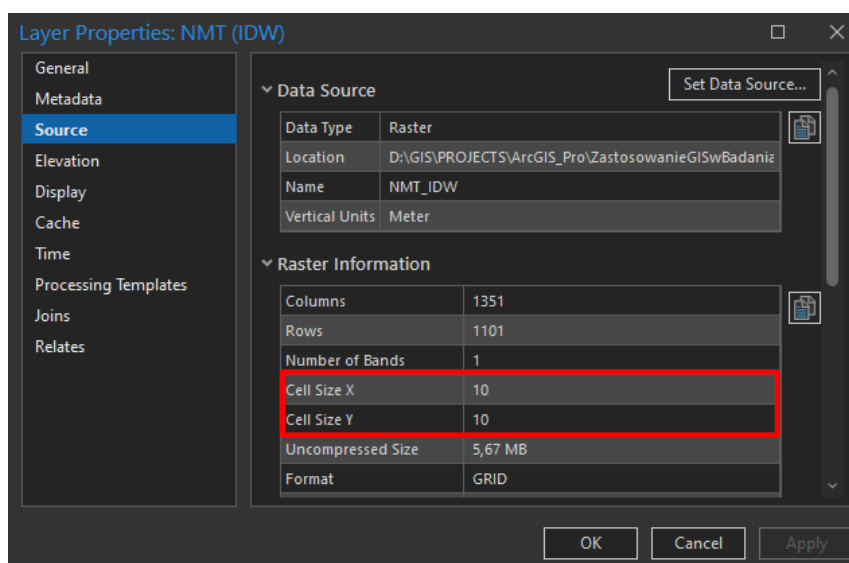 Layer Properties: NMT (IDW)
General
Metadata
Source
Elevation
Display
Cache
Time
Processing Templates
Joins
Relates
Data Source
Set Data Source...
Data Type Raster
Location D:\GIS\PROJECTS\ArcGIS_Pro\ZastosowanieGISwBadania
Name NMT_IDW
Vertical Units Meter
Raster Information
Columns 1351
Rows 1101
Number of Bands 1
Cell Size X 10
Cell Size Y 10
Uncompressed Size 5,67 MB
Format GRID
OK Cancel Apply